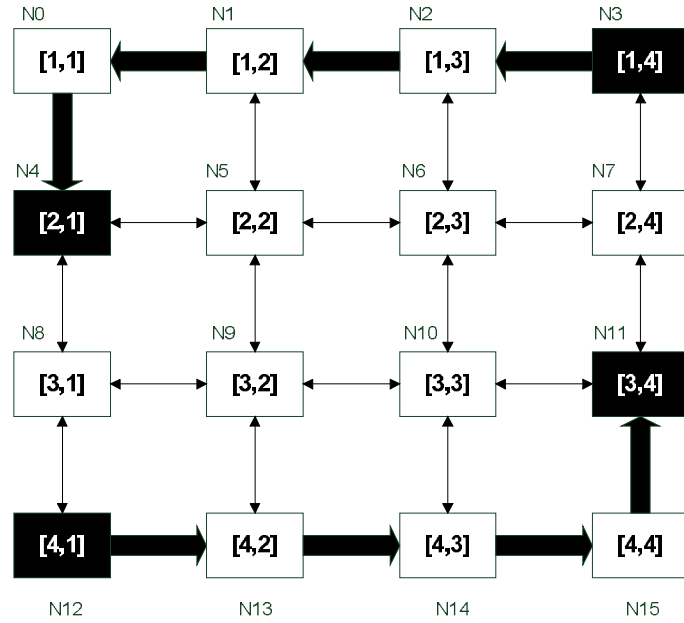 N0 N1 N2 N3
[1,1] [1,2] [1,3] [1,4]
N4 N5 N6 N7
[2,1] [2,2] [2,3] [2,4]
N8 N9 N10 N11
[3,1] [3,2] [3,3] [3,4]
[4,1] [4,2] [4,3] [4,4]
N12 N13 N14 N15